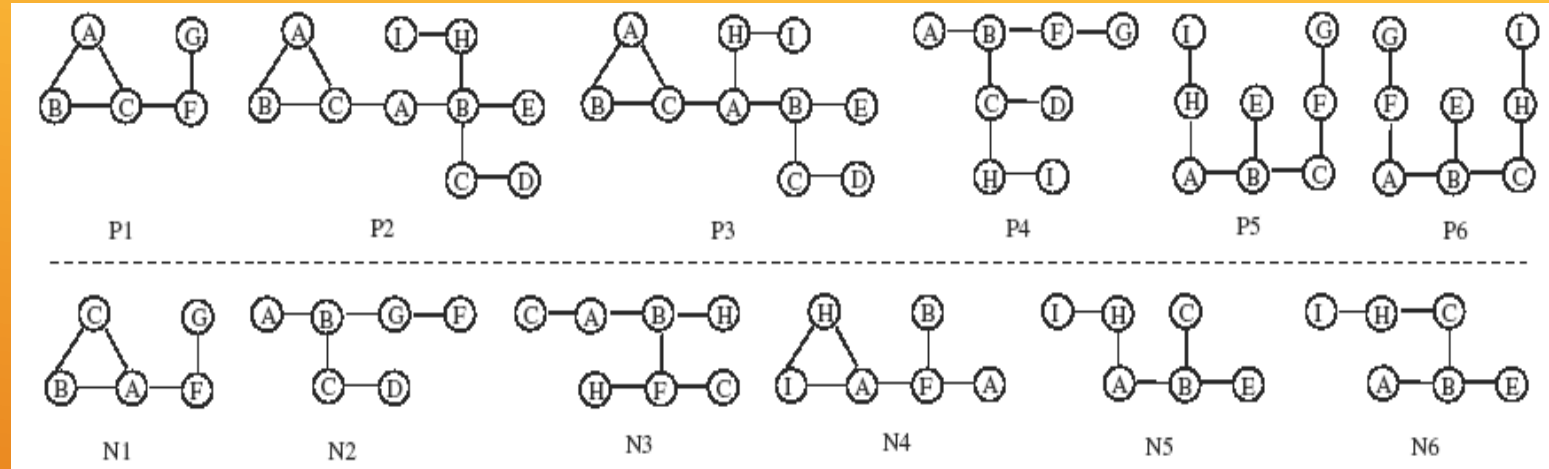 A G I H A H I A B F G I G G I
H E F F E H
B C F B C A B E B C A B E C D
C D C D H I A B C A B C
P1 P2 P3 P4 P5 P6
C G A B G F C A B H H B I H C I H C
B A F C D H F C I A F A A B E A B E
N1 N2 N3 N4 N5 N6